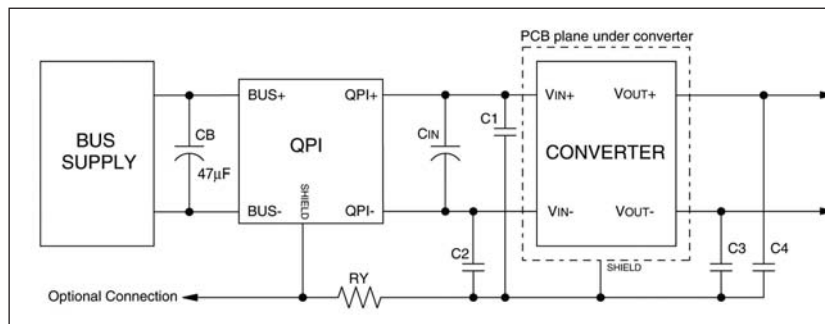 PCB plane under converter
BUS
SUPPLY
CB
47µF
BUS+
QPI+
QPI
BUS-
SHIELD
QPI-
CIN
C1
C2
VIN+
VOUT+
CONVERTER
VIN-
VOUT-
SHIELD
C3
C4
RY
Optional Connection